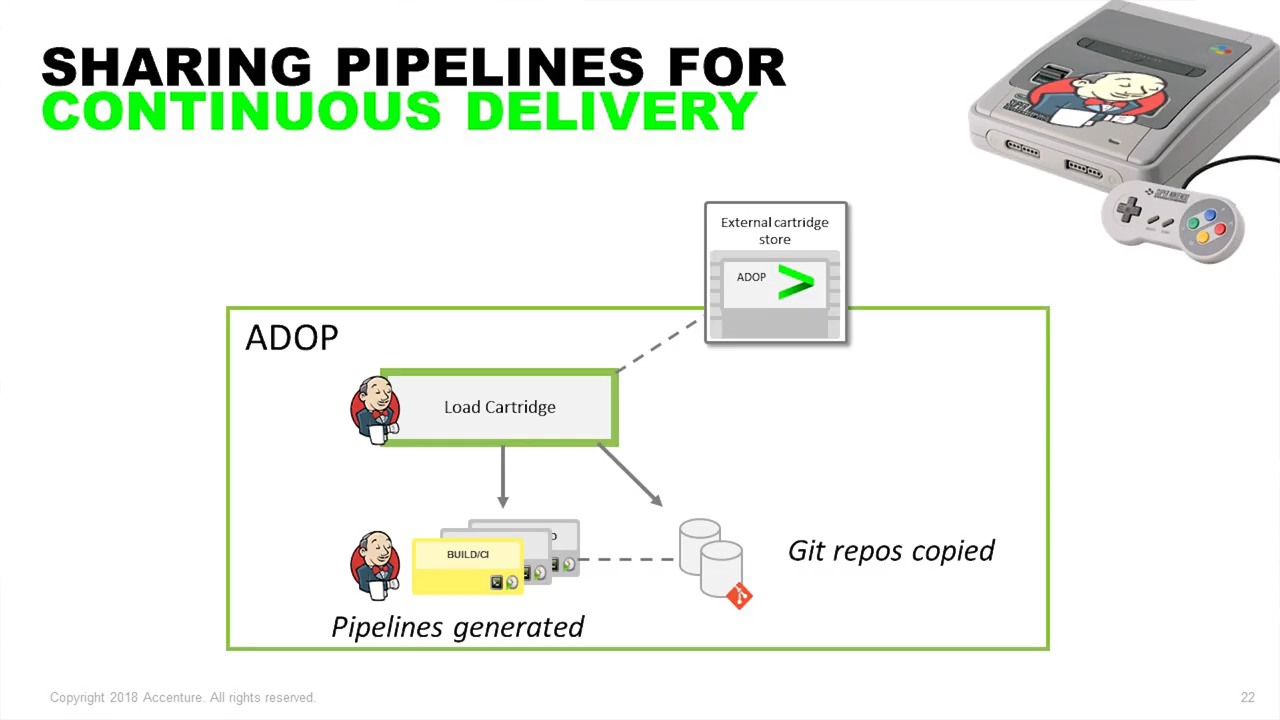 SHARING PIPELINES FOR
CONTINUOUS DELIVERY
External cartridge
store
ADOP
ADOP
Load Cartridge
BUILD/CI
Git repos copied
Pipelines generated
Copyright 2018 Accenture. All rights reserved.
22